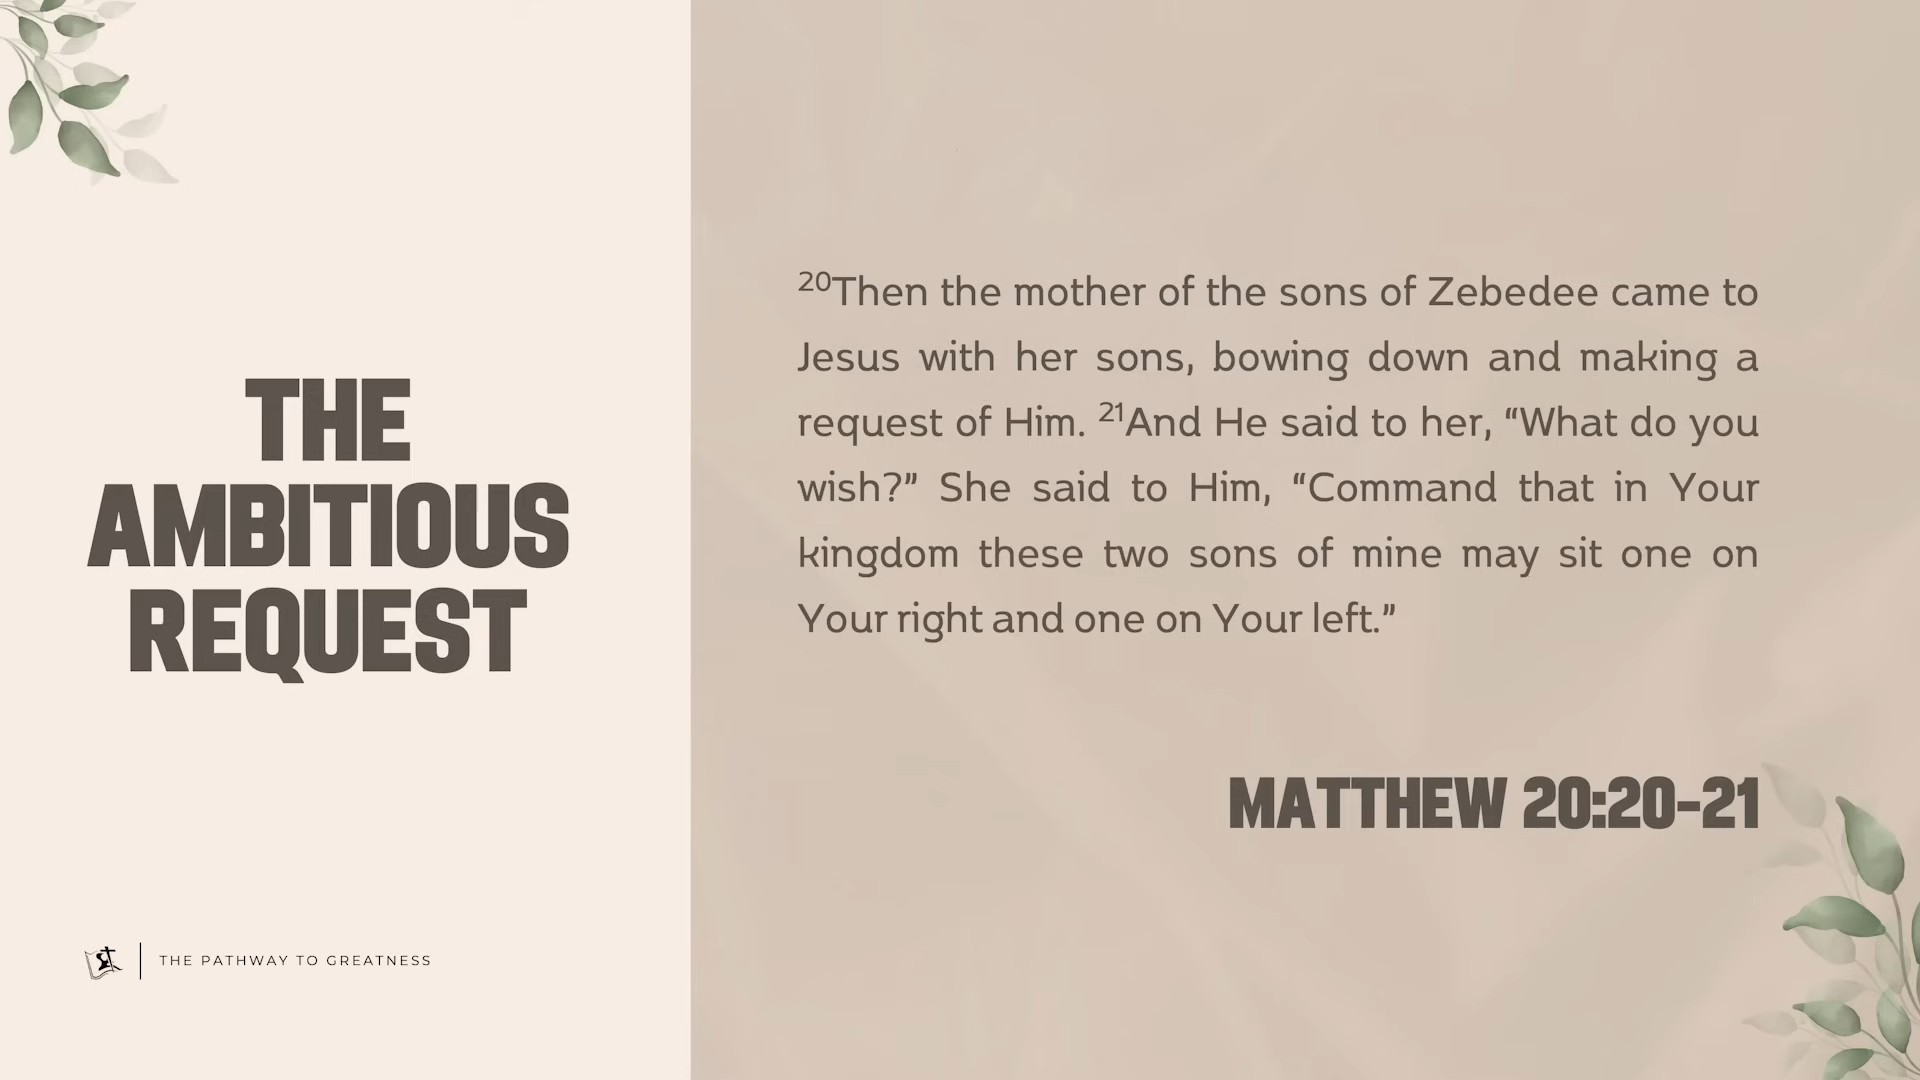 THE
AMBITIOUS
REQUEST
THE PATHWAY TO GREATNESS
20Then the mother of the sons of Zebedee came to
Jesus with her sons, bowing down and making a
request of Him. 21And He said to her, “What do you
wish?” She said to Him, “Command that in Your
kingdom these two sons of mine may sit one on
Your right and one on Your left.”
MATTHEW 20:20-21